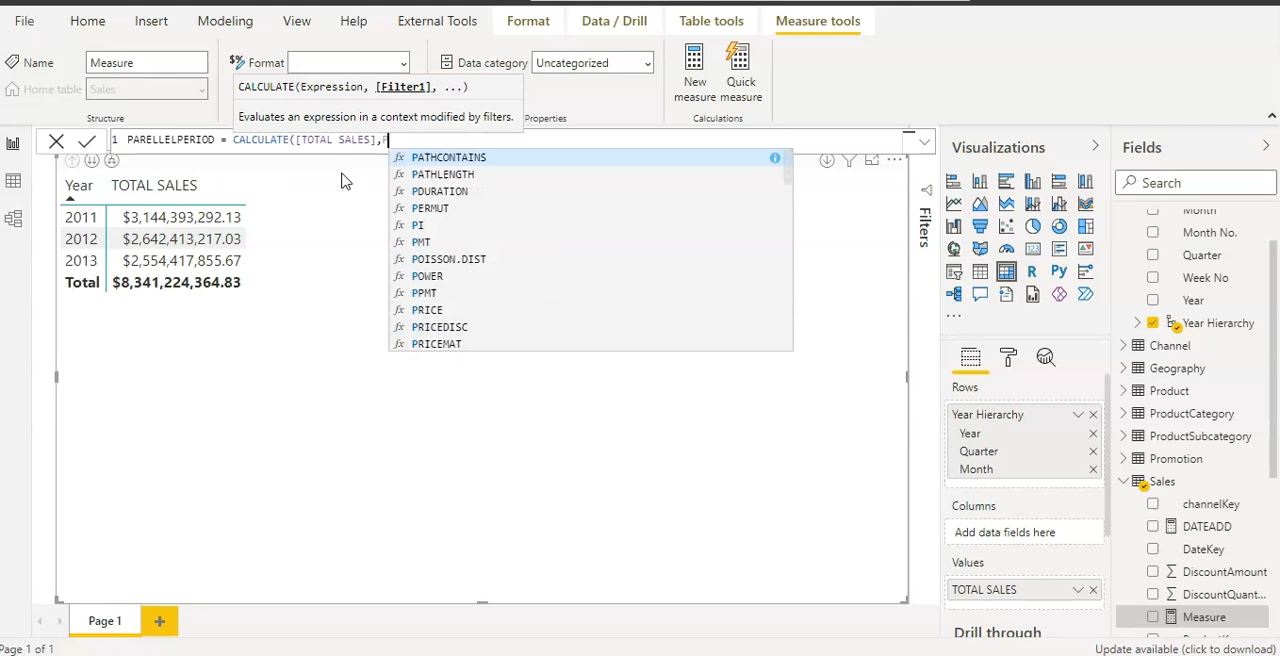 File Home Insert Modeling View Help External Tools Format Data / Drill Table tools Measure tools
Name Measure
Home table Sales
Structure
$% Format
Data category Uncategorized
Properties
New measure
Quick measure
Calculations
CALCULATE(Expression, [Filter1], ...)
Evaluates an expression in a context modified by filters.
1 PARELLELPERIOD = CALCULATE([TOTAL SALES],P
PATHCONTAINS
PATHLENGTH
PDURATION
PERMUT
PI
PMT
POISSON.DIST
POWER
PPMT
PRICE
PRICEDISC
PRICEMAT
Year TOTAL SALES
2011 $3,144,393,292.13
2012 $2,642,413,217.03
2013 $2,554,417,855.67
Total $8,341,224,364.83
Filters
Visualizations
R
Py
123
...
Rows
Year Hierarchy
Year
Quarter
Month
Columns
Add data fields here
Values
TOTAL SALES
Drill through
Fields
Search
Month
Month No.
Quarter
Week No
Year
Year Hierarchy
Channel
Geography
Product
ProductCategory
ProductSubcategory
Promotion
Sales
channelKey
DATEADD
DateKey
DiscountAmount
DiscountQuant...
Measure
Page 1
Page 1 of 1
Update available (click to download)